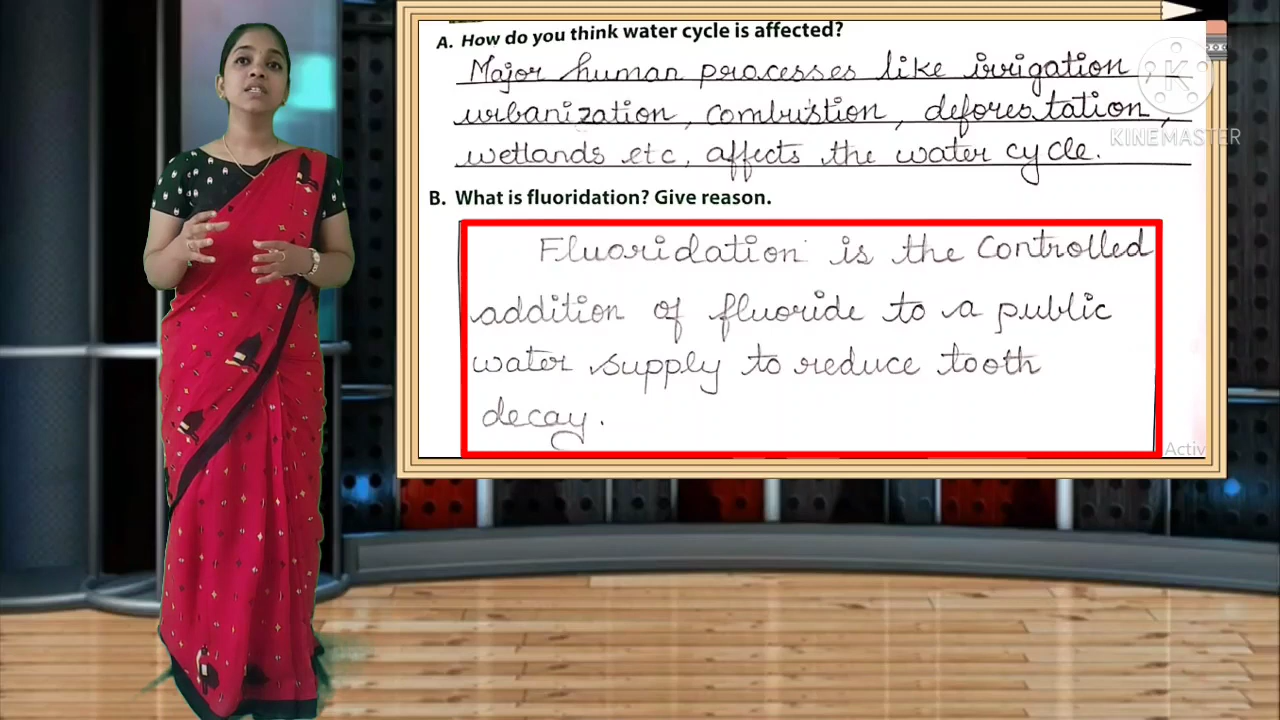 A. How do you think water cycle is affected?
Major human processes like irrigation,
urbanization, combustion, deforestation,
wetlands etc, affects the water cycle.
B. What is fluoridation? Give reason.
Fluoridation is the controlled
addition of fluoride to a public
water supply to reduce tooth
decay.
K
KINEMASTER
Activ